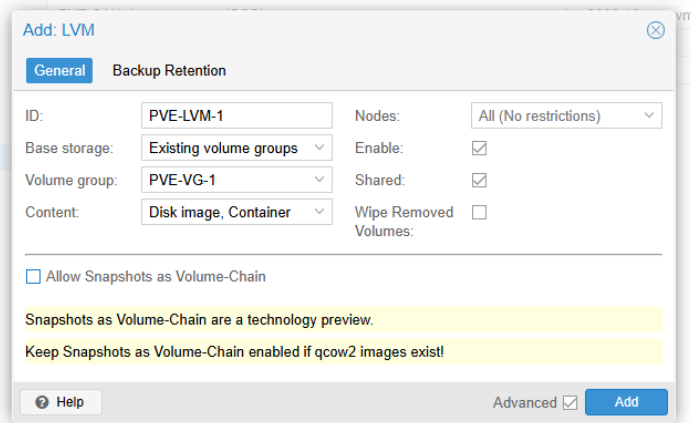 Add: LVM
General Backup Retention
ID: PVE-LVM-1 Nodes: All (No restrictions)
Base storage: Existing volume groups Enable:
Volume group: PVE-VG-1 Shared:
Content: Disk image, Container Wipe Removed
Volumes:
Allow Snapshots as Volume-Chain
Snapshots as Volume-Chain are a technology preview.
Keep Snapshots as Volume-Chain enabled if qcow2 images exist!
Help Advanced Add